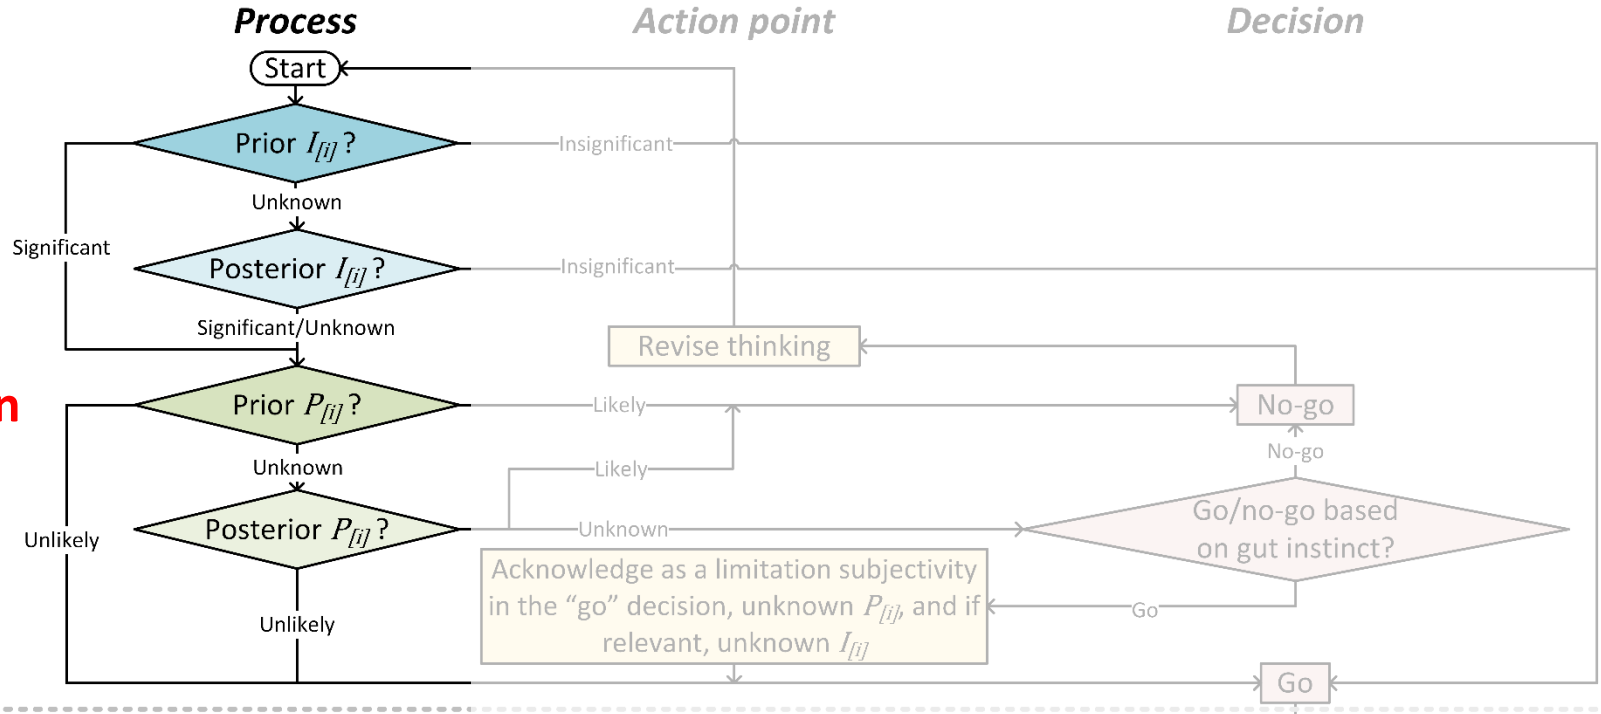 Process
Action point
Decision
Start
Prior I[i] ?
Insignificant
Unknown
Significant
Posterior I[i] ?
Insignificant
Significant/Unknown
Revise thinking
n
Prior P[i] ?
Likely
No-go
No-go
Unknown
Likely
Unlikely
Posterior P[i] ?
Unknown
Go/no-go based
on gut instinct?
Acknowledge as a limitation subjectivity
in the “go” decision, unknown P[i], and if
relevant, unknown I[i]
Go
Unlikely
Go